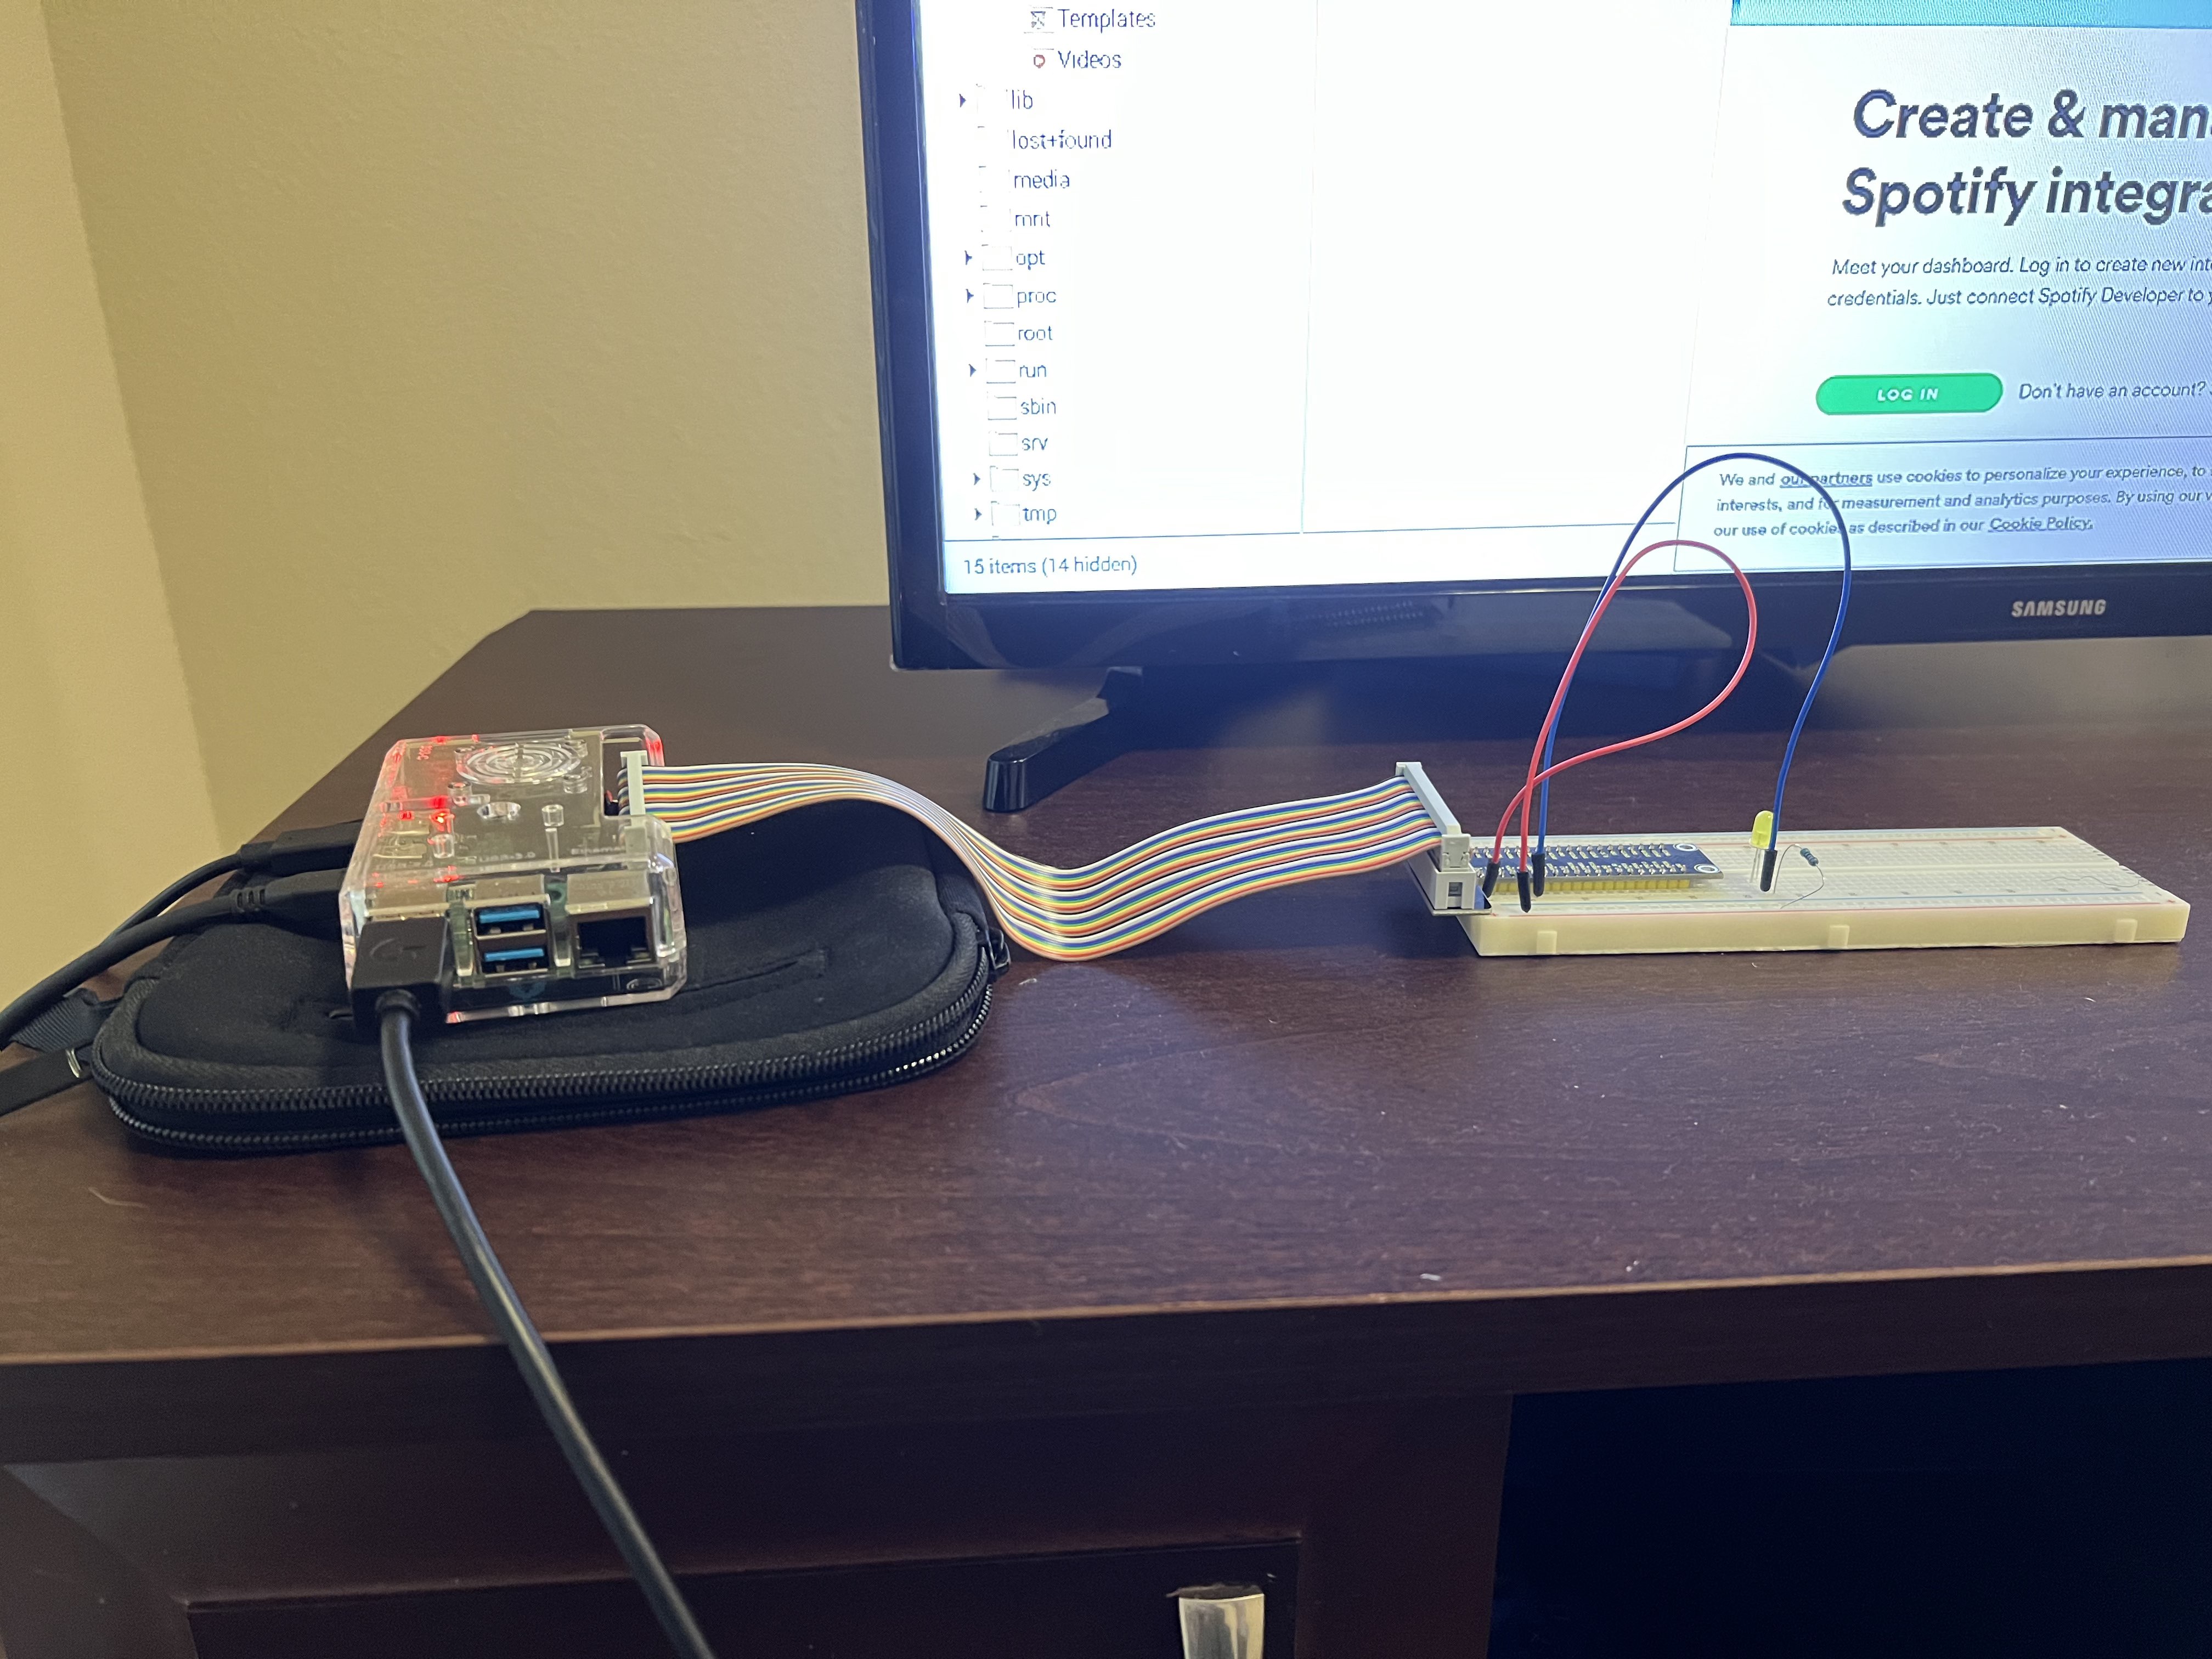 Templates
Videos
lib
lost+found
media
mnt
opt
proc
root
run
sbin
srv
sys
tmp
15 items (14 hidden)
Create & man
Spotify integra
Meet your dashboard. Log in to create new int
credentials. Just connect Spotify Developer to y
LOG IN
Don't have an account?
We and our partners use cookies to personalize your experience, to
interests, and for measurement and analytics purposes. By using our
our use of cookies as described in our Cookie Policy.
SAMSUNG
USB 3.0
Etherne